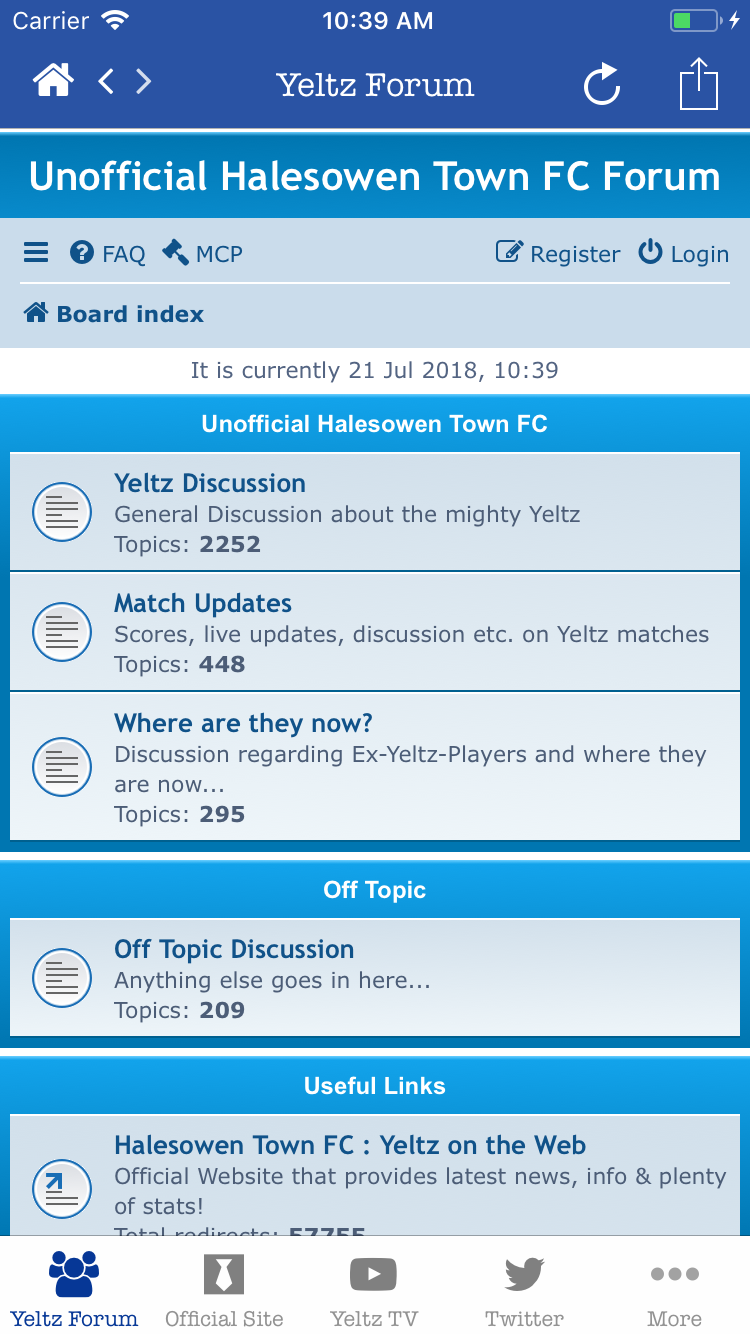 Carrier 10:39 AM
Yeltz Forum
Unofficial Halesowen Town FC Forum
FAQ MCP Register Login
Board index
It is currently 21 Jul 2018, 10:39
Unofficial Halesowen Town FC
Yeltz Discussion
General Discussion about the mighty Yeltz
Topics: 2252
Match Updates
Scores, live updates, discussion etc. on Yeltz matches
Topics: 448
Where are they now?
Discussion regarding Ex-Yeltz-Players and where they
are now...
Topics: 295
Off Topic
Off Topic Discussion
Anything else goes in here...
Topics: 209
Useful Links
Halesowen Town FC : Yeltz on the Web
Official Website that provides latest news, info & plenty
of stats!
Total redirects: 57755
Yeltz Forum Official Site Yeltz TV Twitter More